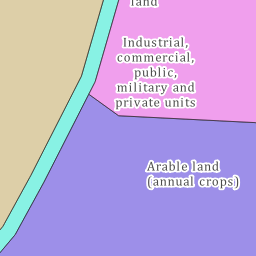 land
Industrial,
commercial,
public,
military and
private units
Arable land
(annual crops)